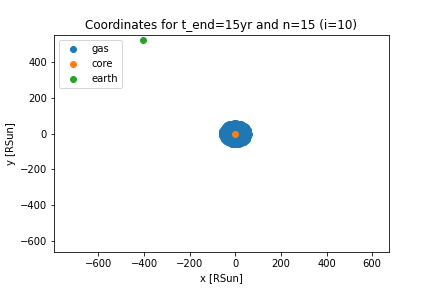 Coordinates for t_end=15yr and n=15 (i=10)
gas
core
earth
400
200
0
−200
−400
−600
y [RSun]
−600
−400
−200
0
200
400
600
x [RSun]